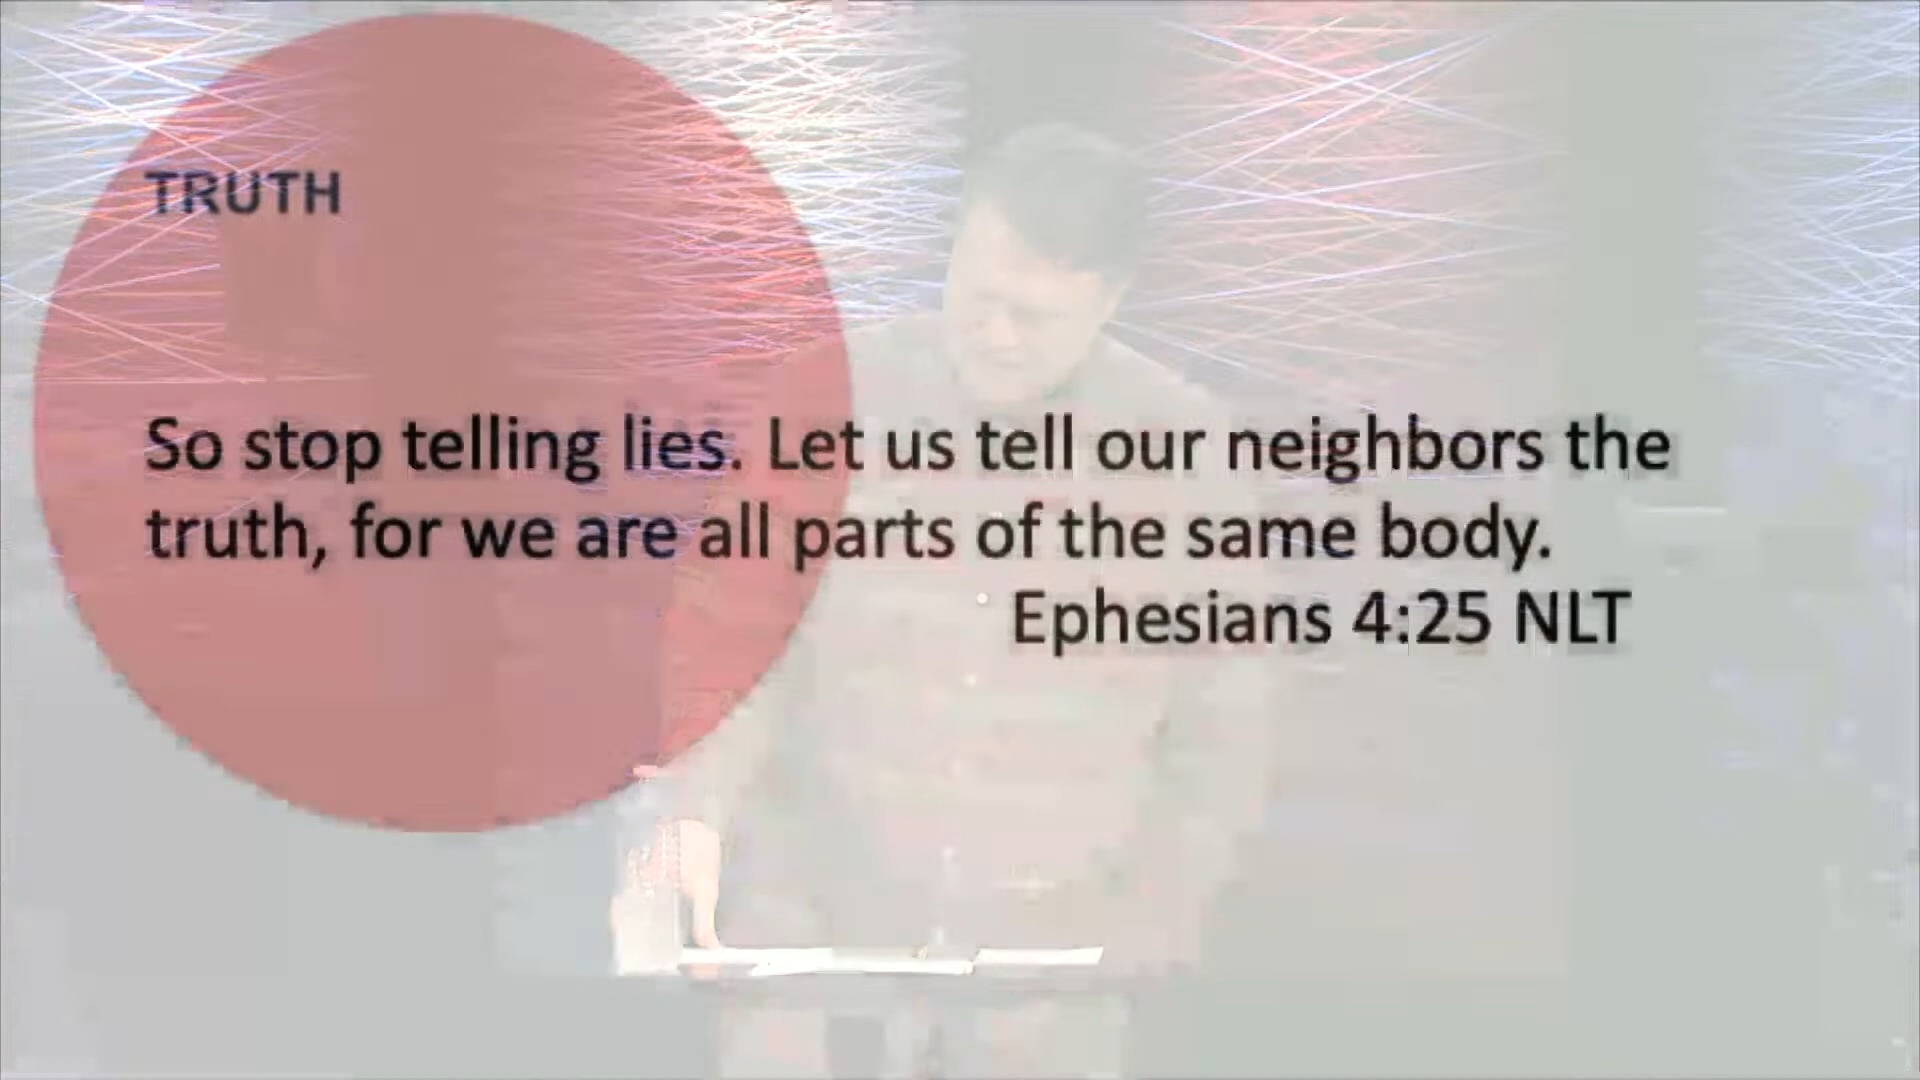 TRUTH
So stop telling lies. Let us tell our neighbors the
truth, for we are all parts of the same body.
Ephesians 4:25 NLT